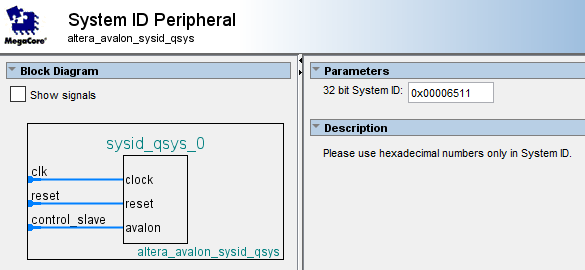 MegaCore®
System ID Peripheral
altera_avalon_sysid_qsys
Block Diagram
Show signals
sysid_qsys_0
clk
clock
reset
reset
control_slave
avalon
altera_avalon_sysid_qsys
Parameters
32 bit System ID: 0x00006511
Description
Please use hexadecimal numbers only in System ID.